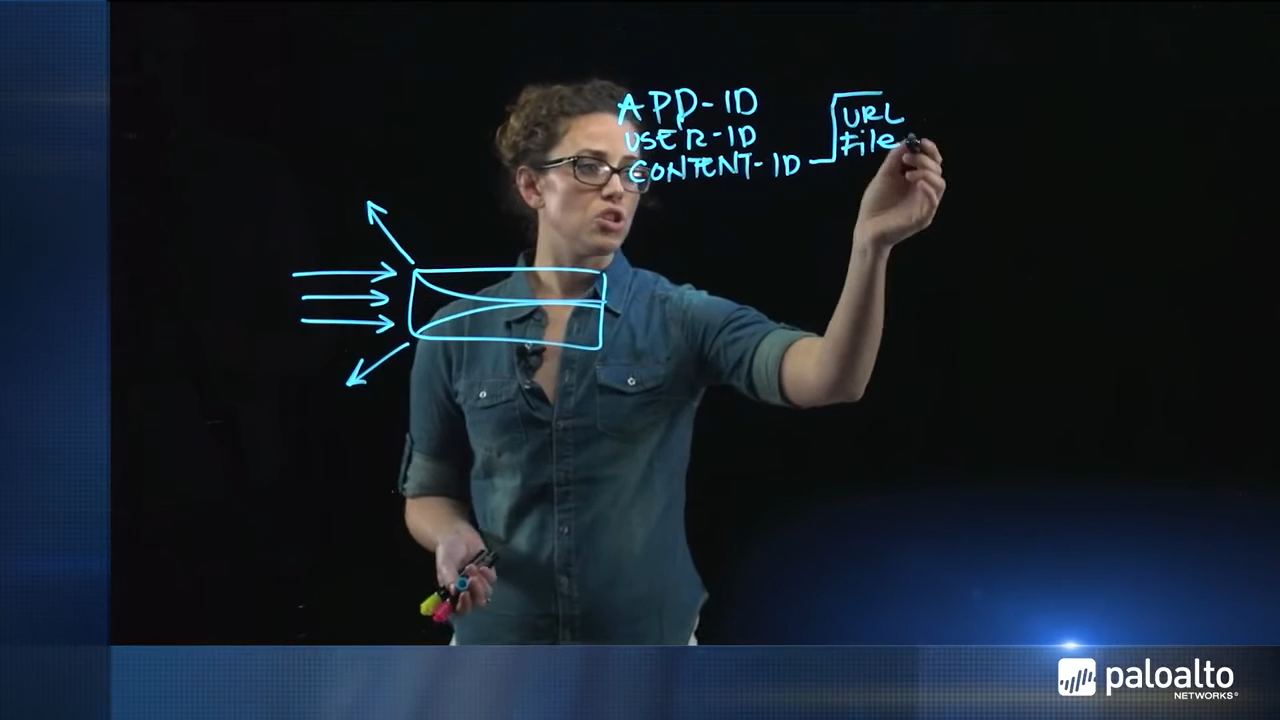 APP-ID
USER-ID
CONTENT-ID
URL
File
paloalto
NETWORKS®